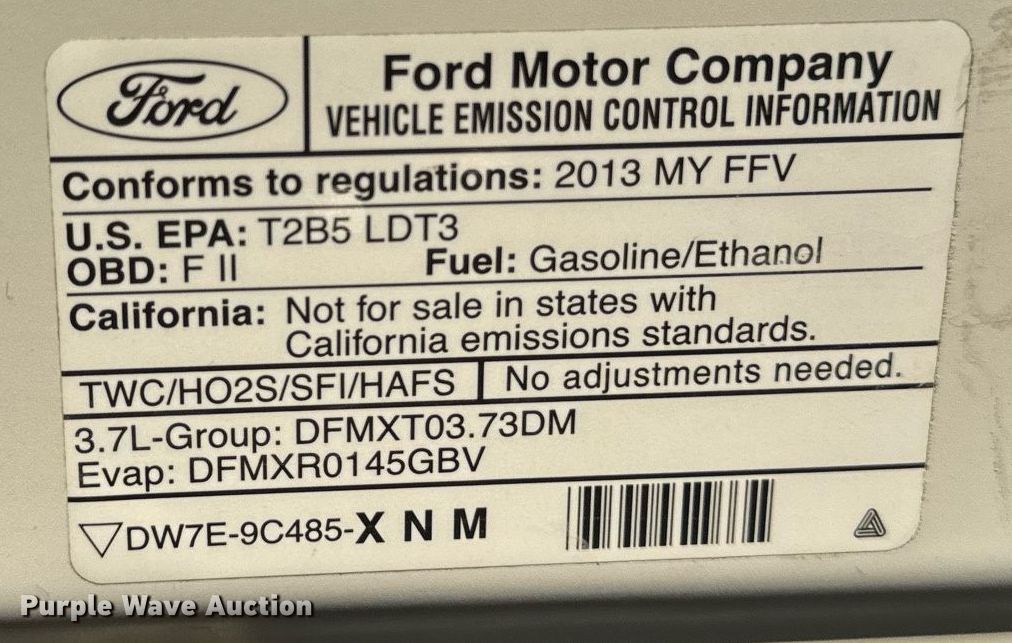 Ford
Ford Motor Company
VEHICLE EMISSION CONTROL INFORMATION
Conforms to regulations: 2013 MY FFV
U.S. EPA: T2B5 LDT3
OBD: F II Fuel: Gasoline/Ethanol
California: Not for sale in states with
California emissions standards.
TWC/HO2S/SFI/HAFS No adjustments needed.
3.7L-Group: DFMXT03.73DM
Evap: DFMXR0145GBV
DW7E-9C485-X N M
Purple Wave Auction